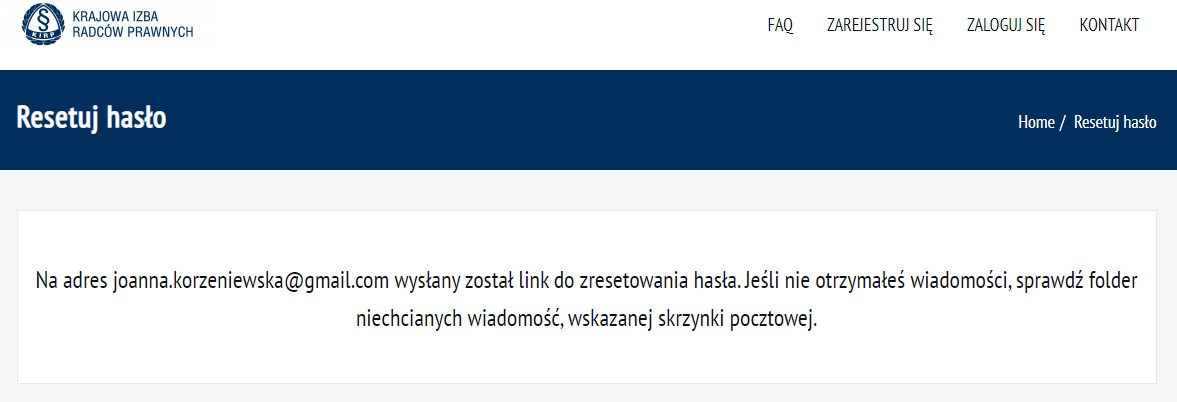 KIRP
KRAJOWA IZBA
RADCÓW PRAWNYCH
FAQ ZAREJESTRUJ SIĘ ZALOGUJ SIĘ KONTAKT
Resetuj hasło
Home / Resetuj hasło
Na adres joanna.korzeniewska@gmail.com wysłany został link do zresetowania hasła. Jeśli nie otrzymałeś wiadomości, sprawdź folder
niechcianych wiadomość, wskazanej skrzynki pocztowej.